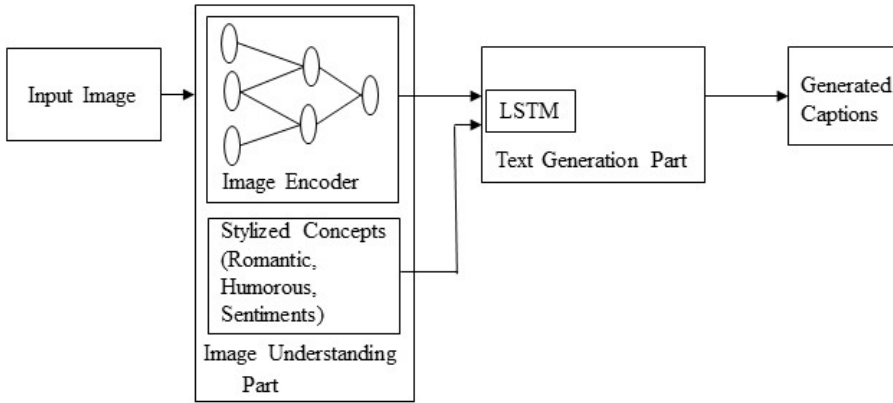 Input Image
Image Encoder
Stylized Concepts
(Romantic,
Humorous,
Sentiments)
Image Understanding
Part
LSTM
Text Generation Part
Generated
Captions